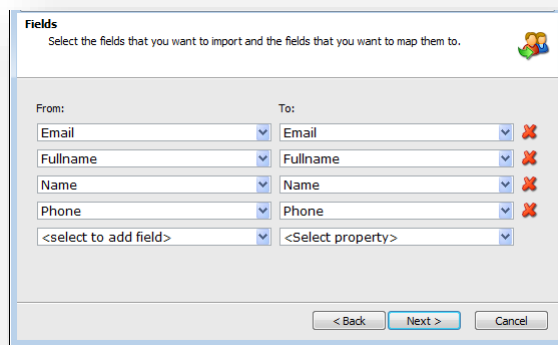 Fields
Select the fields that you want to import and the fields that you want to map them to.
From: To:
Email Email
Fullname Fullname
Name Name
Phone Phone
<select to add field> <Select property>
< Back Next > Cancel